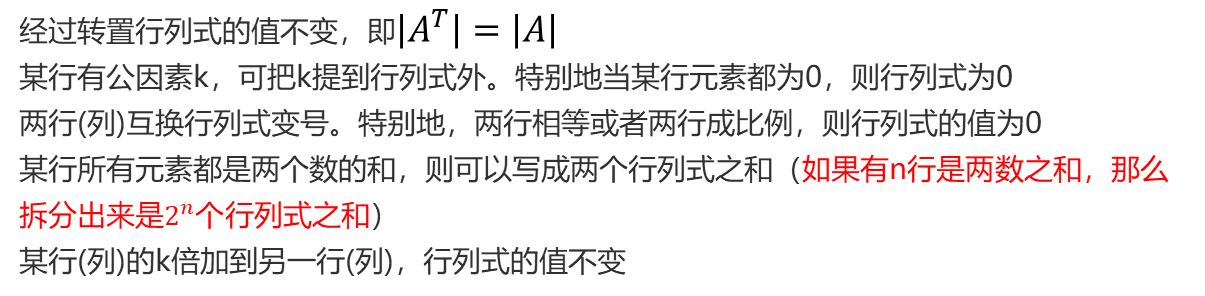 经过转置行列式的值不变，即|Aᵀ| = |A|
某行有公因素k，可把k提到行列式外。特别地当某行元素都为0，则行列式为0
两行(列)互换行列式变号。特别地，两行相等或者两行成比例，则行列式的值为0
某行所有元素都是两个数的和，则可以写成两个行列式之和（如果有n行是两数之和，那么
拆分出来是2ⁿ个行列式之和）
某行(列)的k倍加到另一行(列)，行列式的值不变